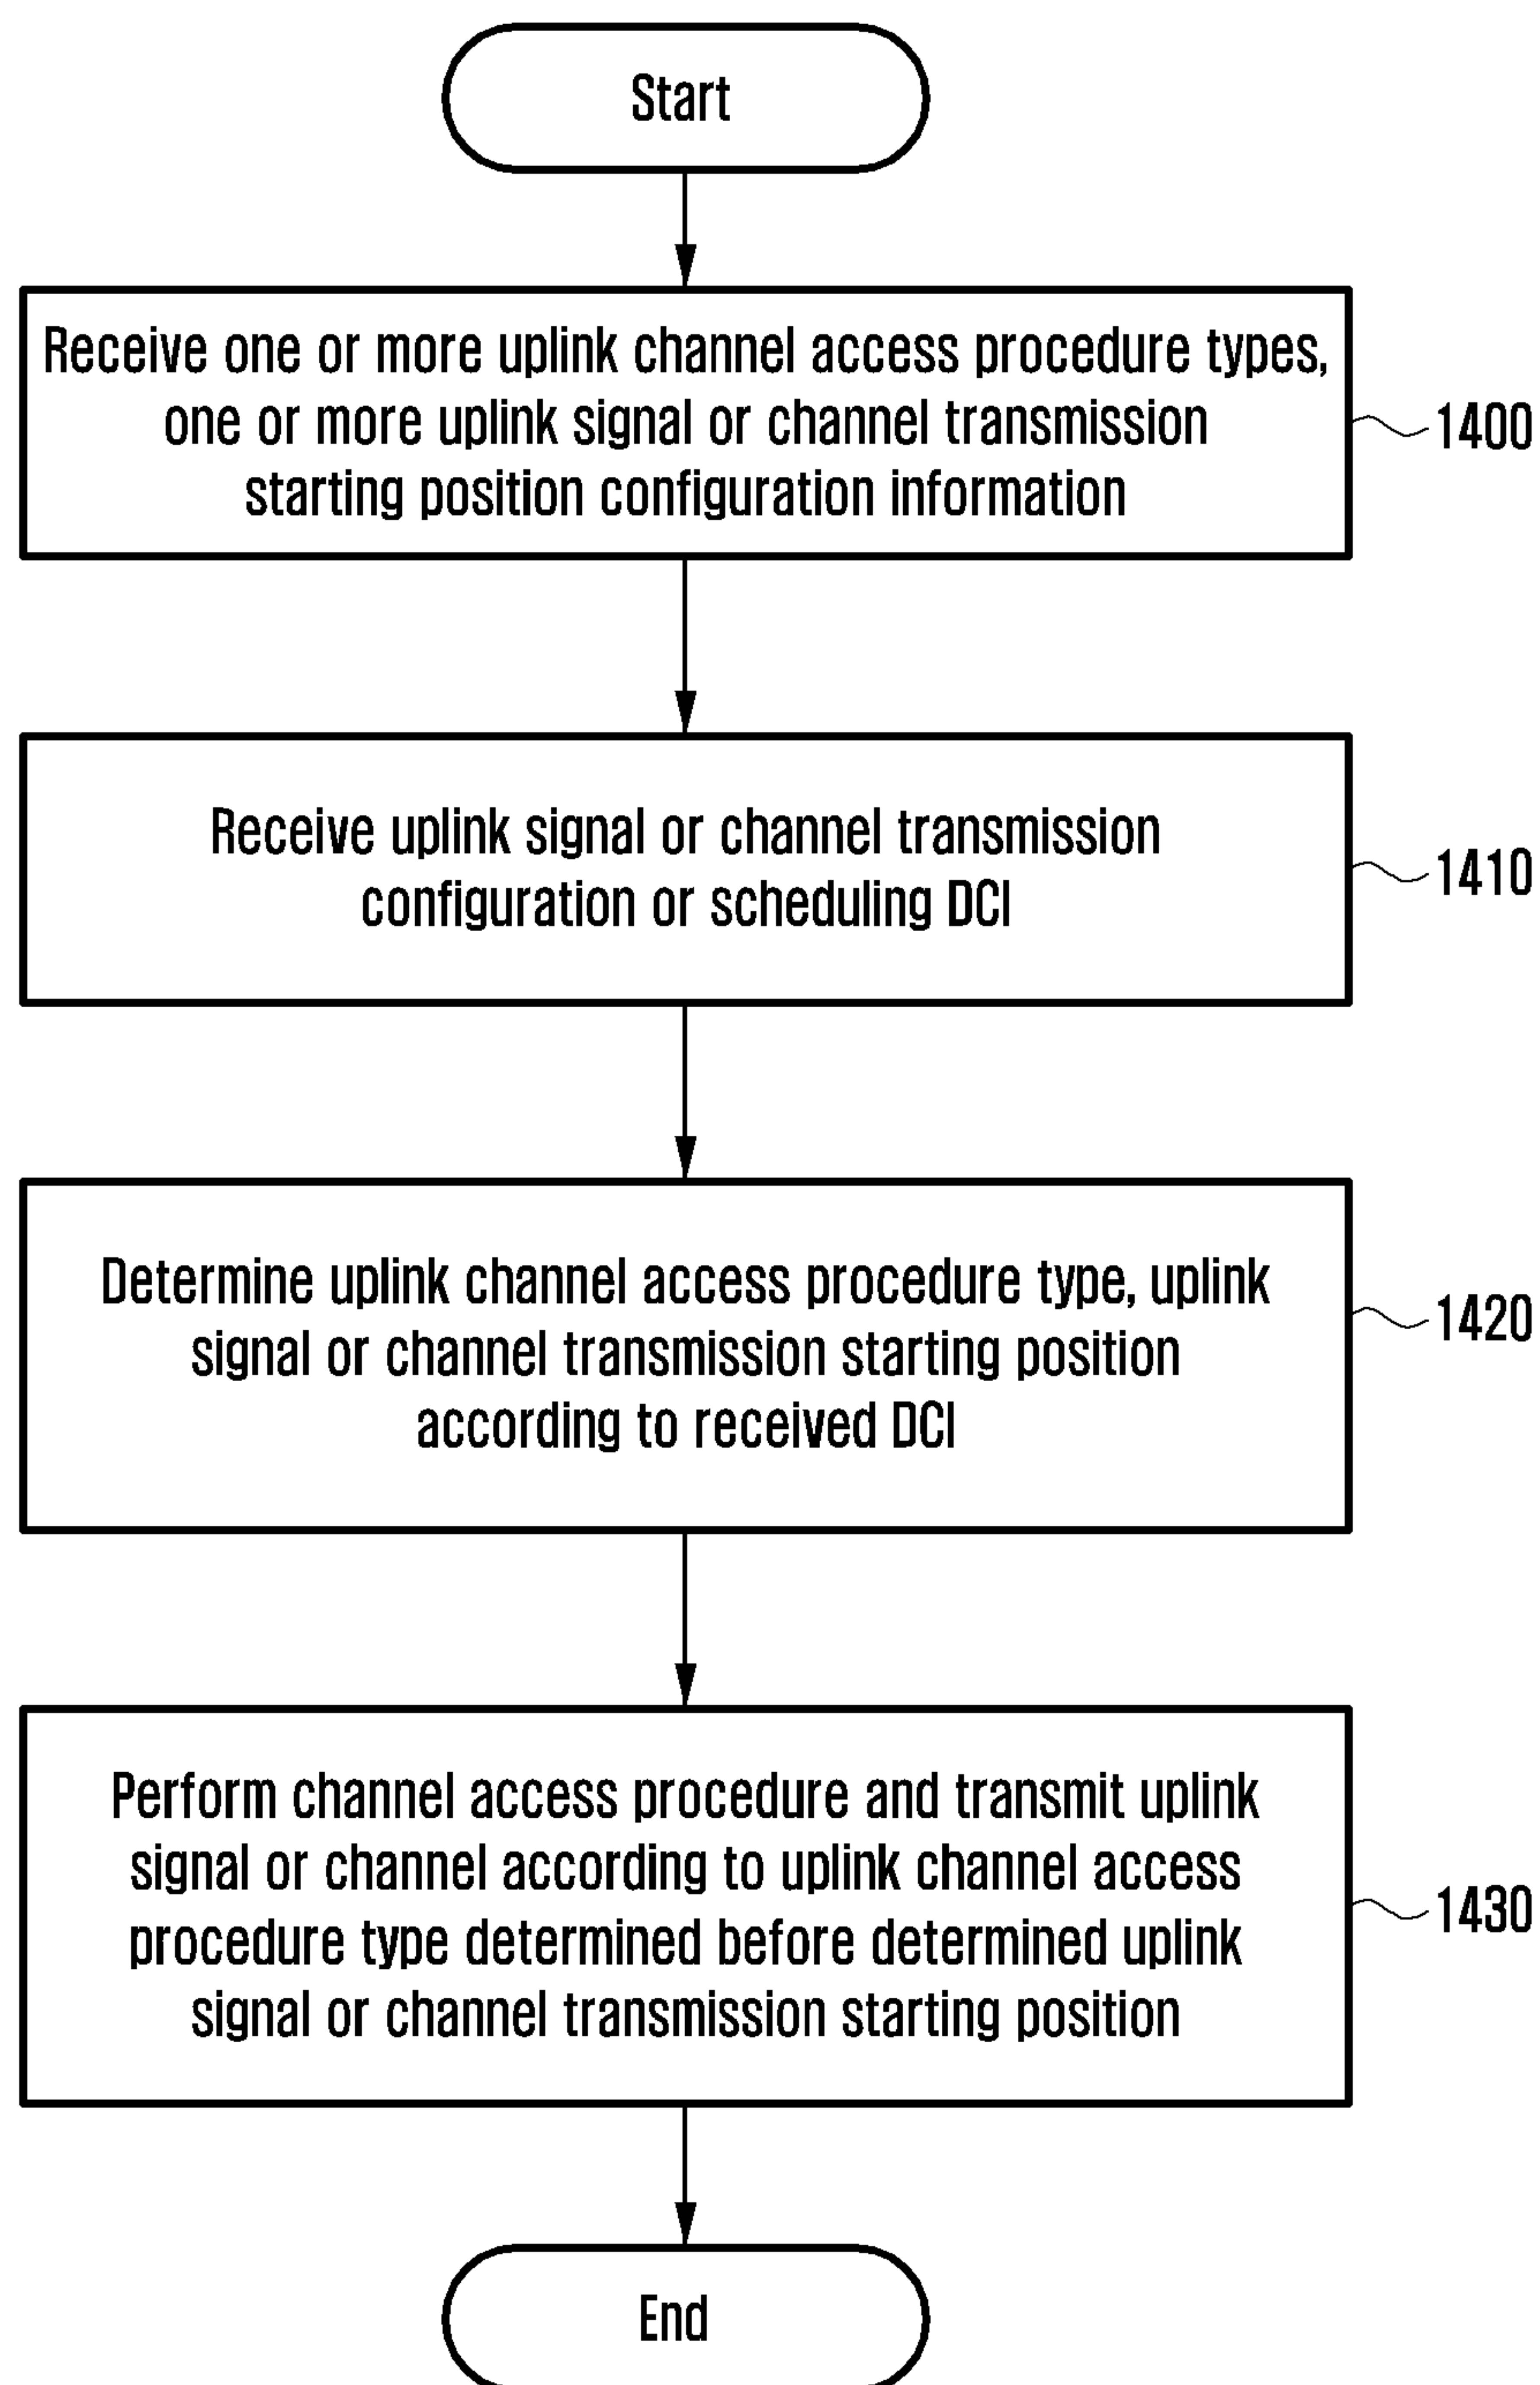 Start
Receive one or more uplink channel access procedure types,
one or more uplink signal or channel transmission
starting position configuration information
1400
Receive uplink signal or channel transmission
configuration or scheduling DCI
1410
Determine uplink channel access procedure type, uplink
signal or channel transmission starting position
according to received DCI
1420
Perform channel access procedure and transmit uplink
signal or channel according to uplink channel access
procedure type determined before determined uplink
signal or channel transmission starting position
1430
End